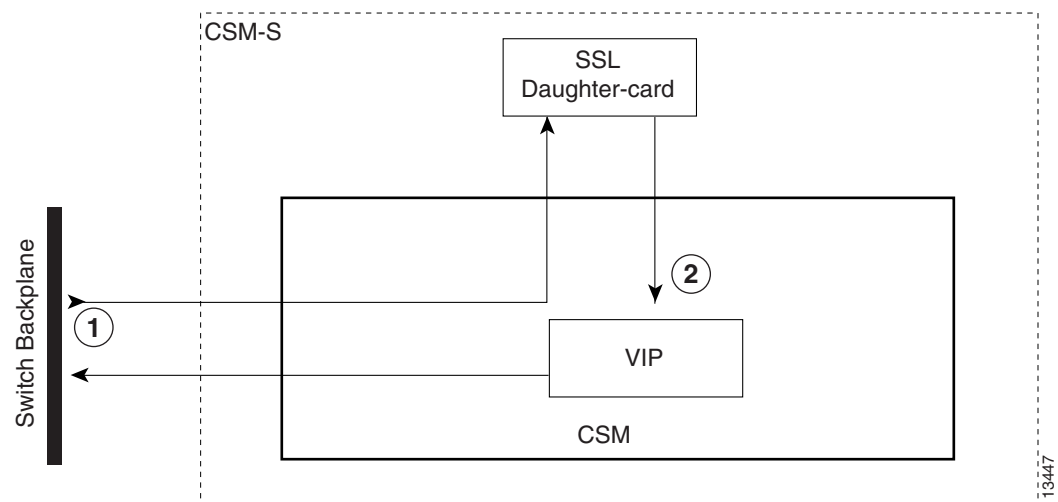 CSM-S
SSL
Daughter-card
2
Switch Backplane
1
VIP
CSM
13447